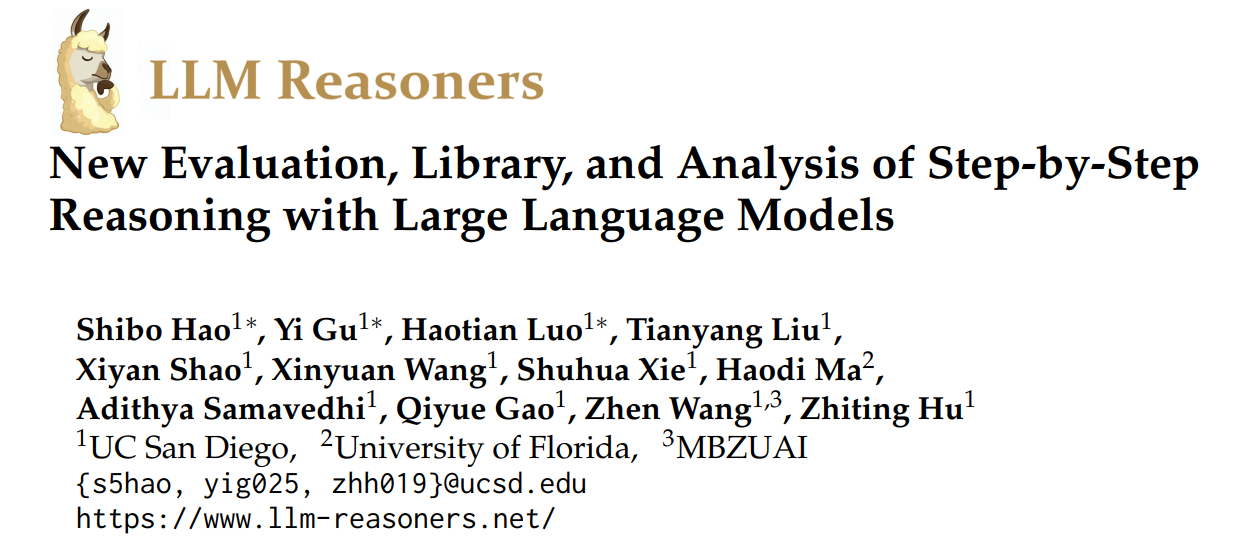 LLM Reasoners
New Evaluation, Library, and Analysis of Step-by-Step
Reasoning with Large Language Models
Shibo Hao1*, Yi Gu1*, Haotian Luo1*, Tianyang Liu1,
Xiyan Shao1, Xinyuan Wang1, Shuhua Xie1, Haodi Ma2,
Adithya Samavedhi1, Qiyue Gao1, Zhen Wang1,3, Zhiting Hu1
1UC San Diego, 2University of Florida, 3MBZUAI
{s5hao, yig025, zhh019}@ucsd.edu
https://www.llm-reasoners.net/